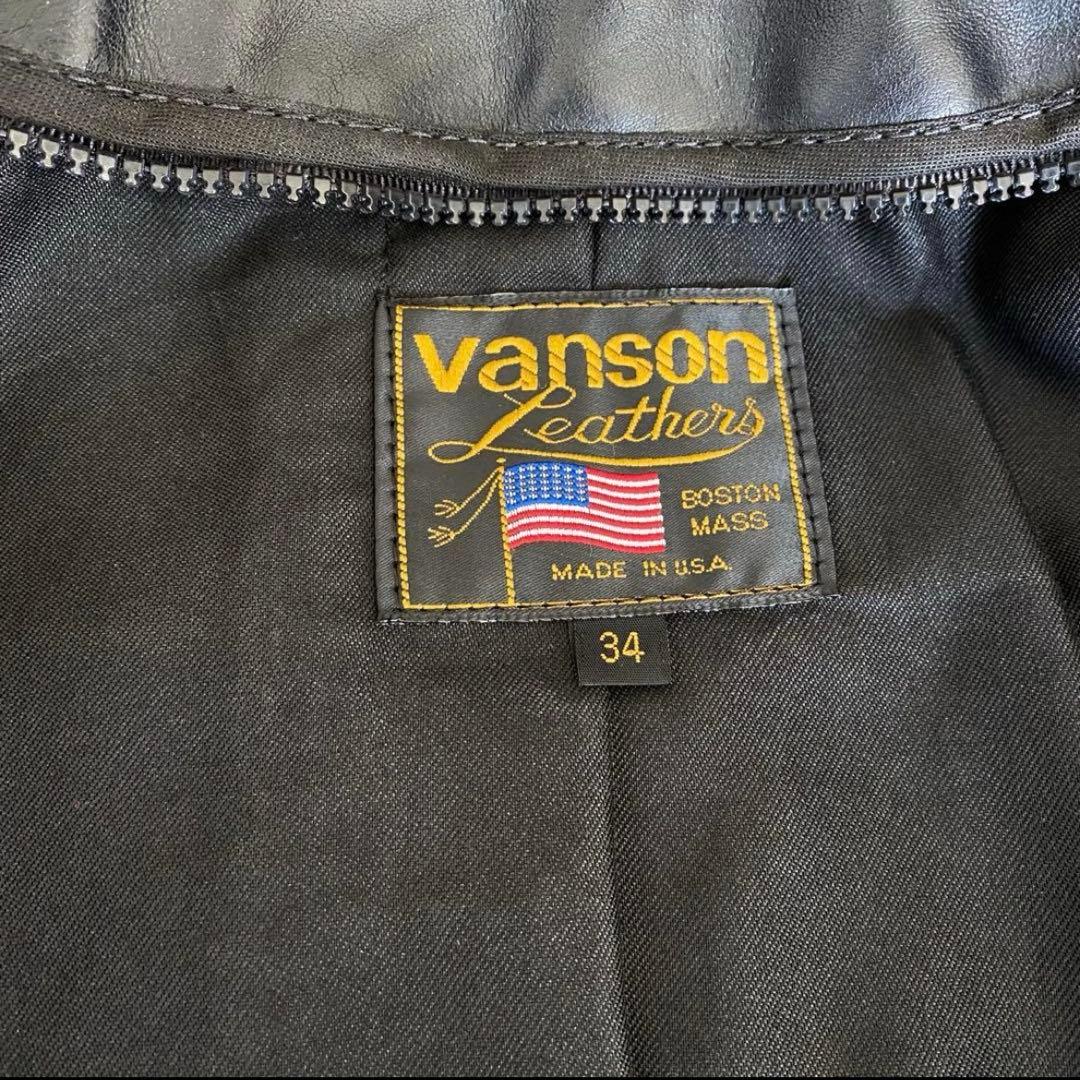 vanson
Leathers
BOSTON
MASS
MADE IN U.S.A.
34